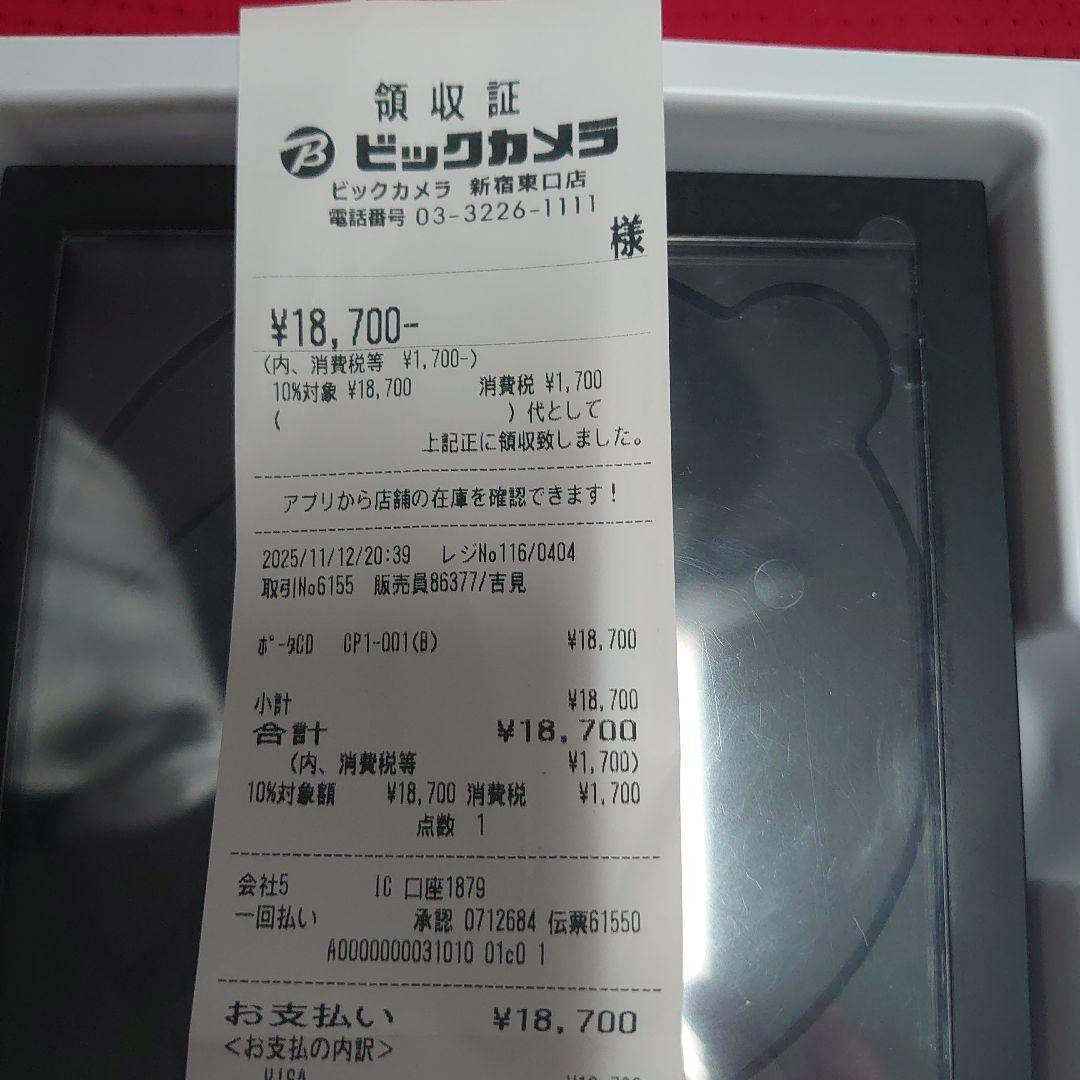 領収証
B ビックカメラ
ビックカメラ 新宿東口店
電話番号 03-3226-1111
様
¥18,700-
(内、消費税等 ¥1,700-)
10%対象 ¥18,700 消費税 ¥1,700
( )代として
上記正に領収致しました。
アプリから店舗の在庫を確認できます!
2025/11/12/20:39 レジNo116/0404
取引No6155 販売員86377/吉見
ポータCD CP1-001(B) ¥18,700
小計 ¥18,700
合計 ¥18,700
(内、消費税等 ¥1,700)
10%対象額 ¥18,700 消費税 ¥1,700
点数 1
会社5 IC 口座1879
一回払い 承認 0712684 伝票61550
A0000000031010 01c0 1
お支払い ¥18,700
<お支払の内訳>
VISA ¥18,700